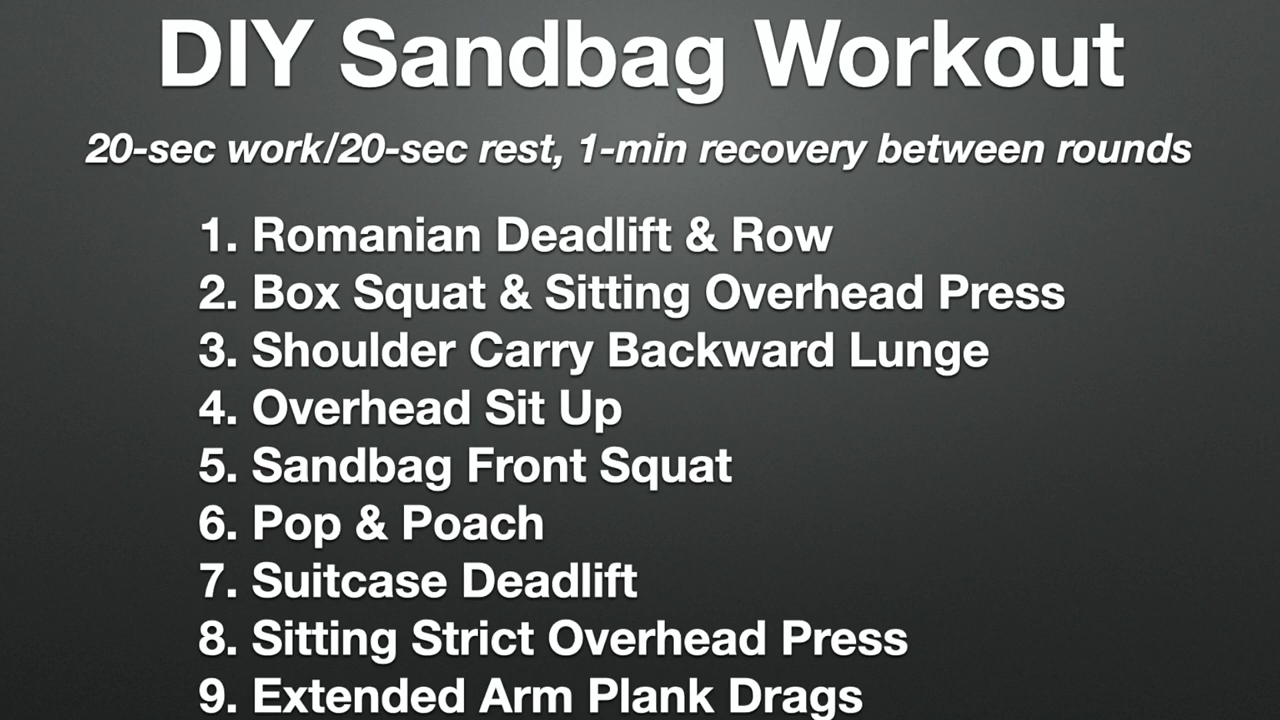 DIY Sandbag Workout
20-sec work/20-sec rest, 1-min recovery between rounds
1. Romanian Deadlift & Row
2. Box Squat & Sitting Overhead Press
3. Shoulder Carry Backward Lunge
4. Overhead Sit Up
5. Sandbag Front Squat
6. Pop & Poach
7. Suitcase Deadlift
8. Sitting Strict Overhead Press
9. Extended Arm Plank Drags